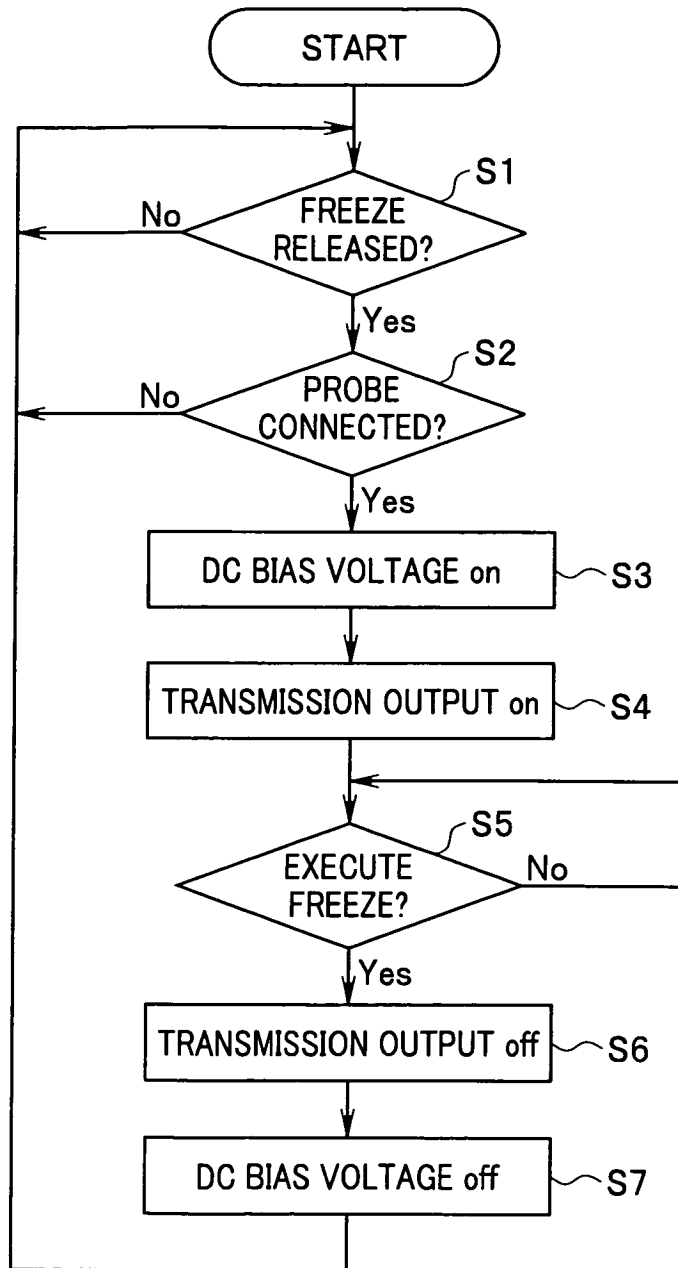 START
S1
No
FREEZE
RELEASED?
Yes
S2
No
PROBE
CONNECTED?
Yes
DC BIAS VOLTAGE on
S3
TRANSMISSION OUTPUT on
S4
S5
EXECUTE
FREEZE?
No
Yes
TRANSMISSION OUTPUT off
S6
DC BIAS VOLTAGE off
S7